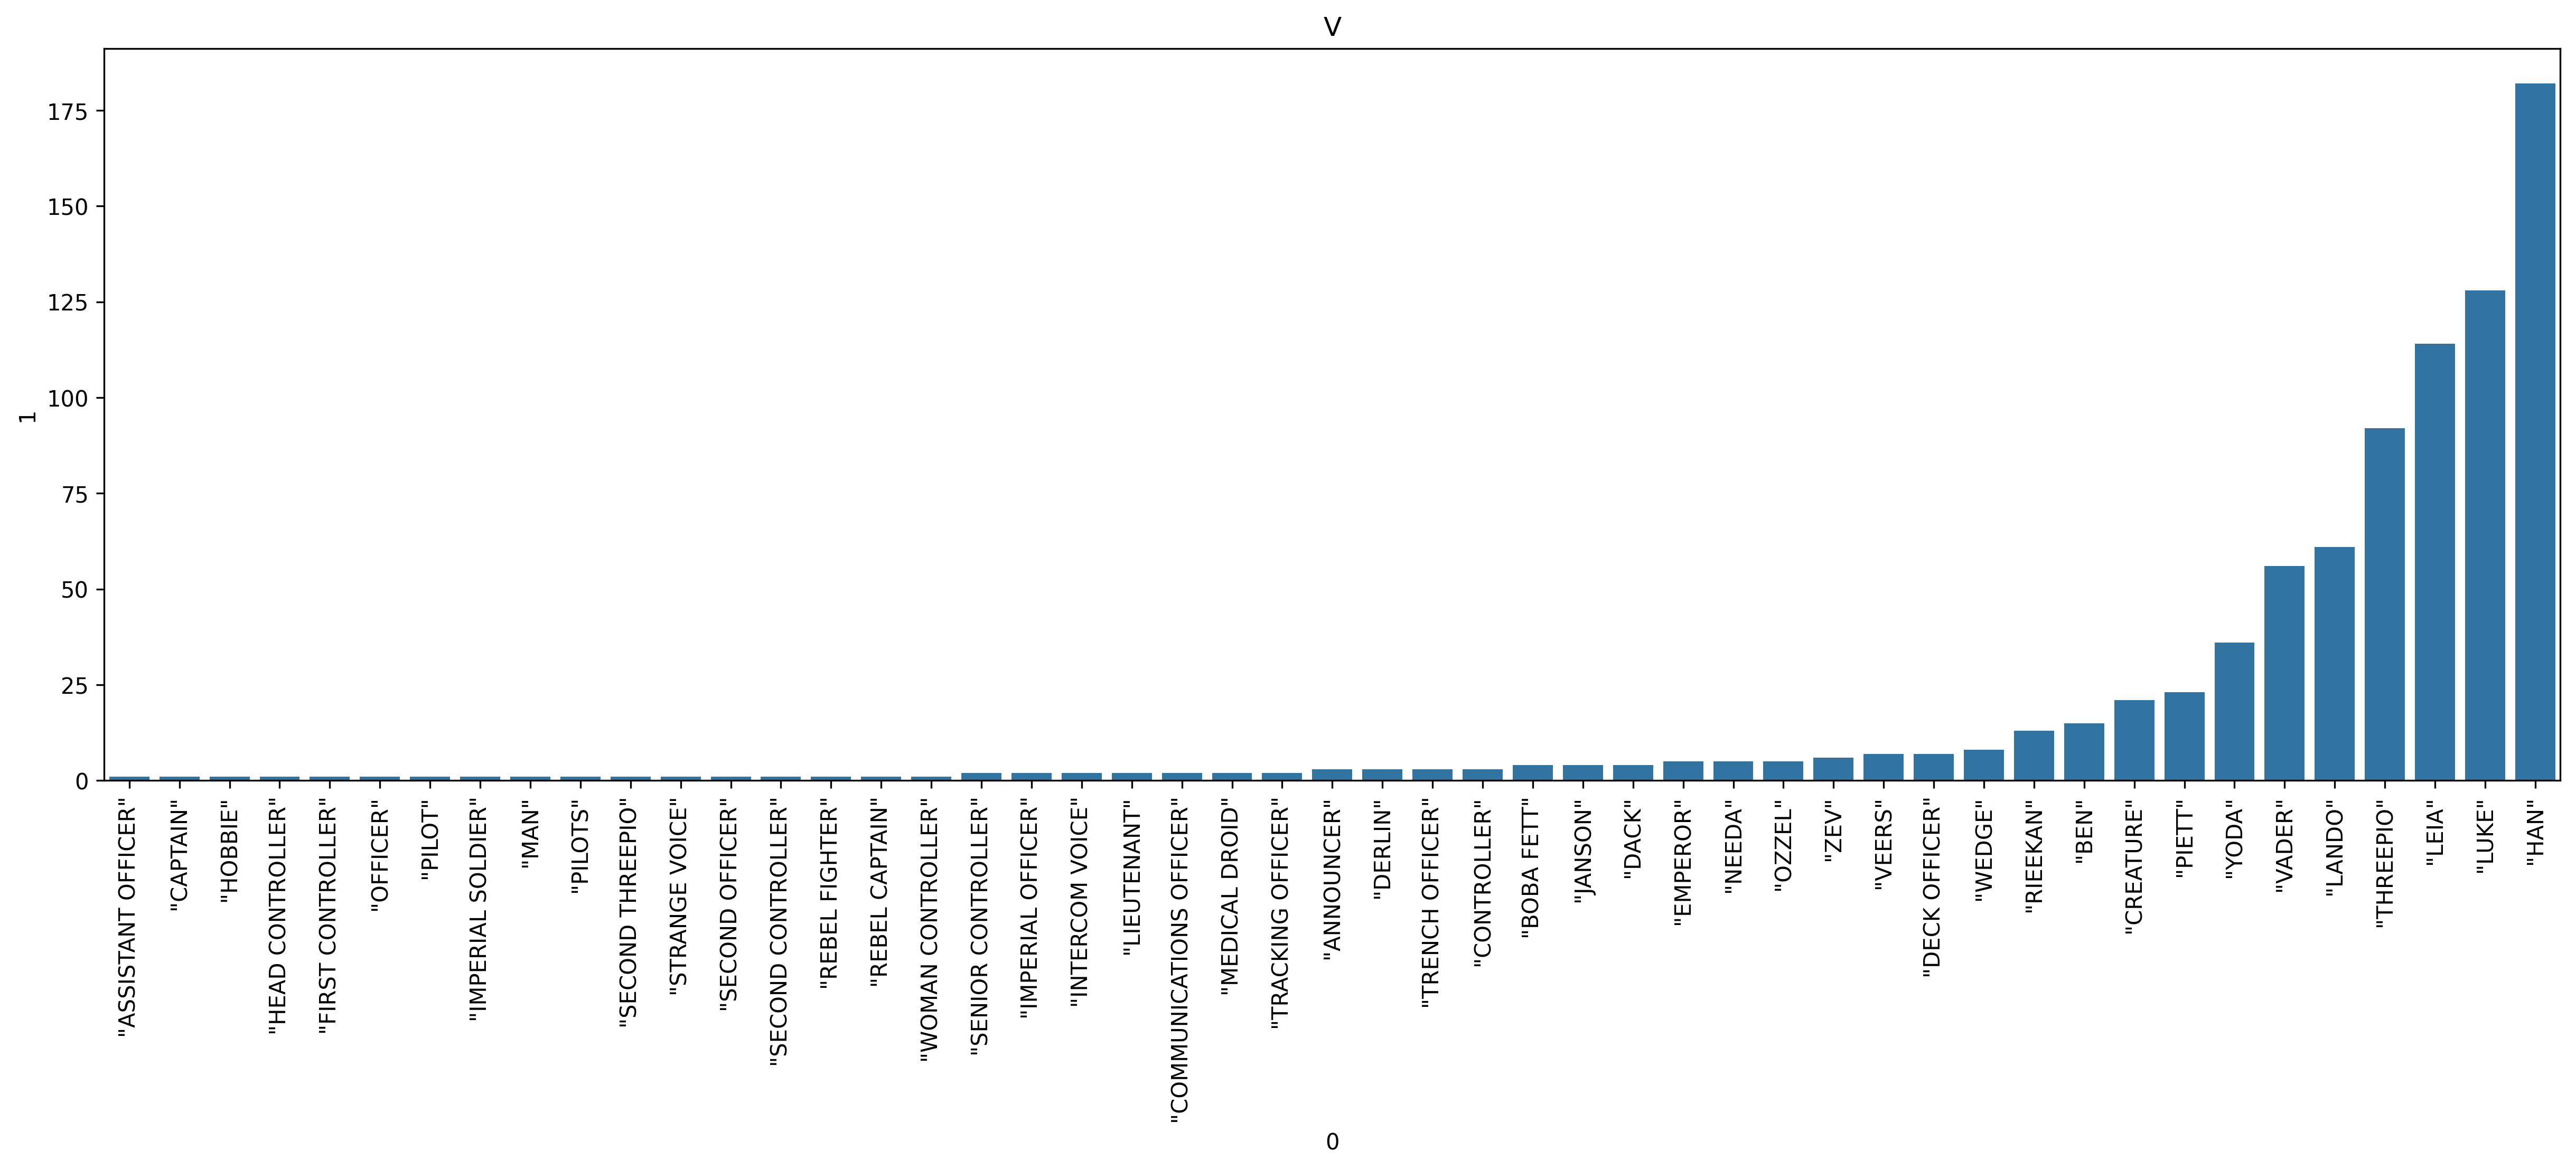 V
175
150
125
100
75
50
25
0
1
"ASSISTANT OFFICER"
"CAPTAIN"
"HOBBIE"
"HEAD CONTROLLER"
"FIRST CONTROLLER"
"OFFICER"
"PILOT"
"IMPERIAL SOLDIER"
"MAN"
"PILOTS"
"SECOND THREEPIO"
"STRANGE VOICE"
"SECOND OFFICER"
"SECOND CONTROLLER"
"REBEL FIGHTER"
"REBEL CAPTAIN"
"WOMAN CONTROLLER"
"SENIOR CONTROLLER"
"IMPERIAL OFFICER"
"INTERCOM VOICE"
"LIEUTENANT"
"COMMUNICATIONS OFFICER"
"MEDICAL DROID"
"TRACKING OFFICER"
"ANNOUNCER"
"DERLIN"
"TRENCH OFFICER"
"CONTROLLER"
"BOBA FETT"
"JANSON"
"DACK"
"EMPEROR"
"NEEDA"
"OZZEL"
"ZEV"
"VEERS"
"DECK OFFICER"
"WEDGE"
"RIEEKAN"
"BEN"
"CREATURE"
"PIETT"
"YODA"
"VADER"
"LANDO"
"THREEPIO"
"LEIA"
"LUKE"
"HAN"
0